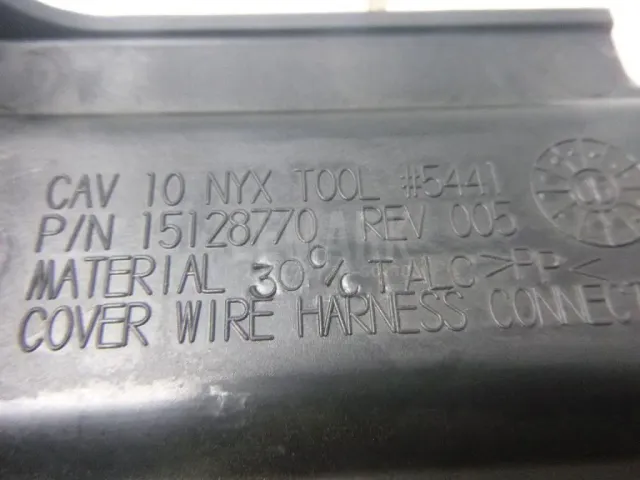 CAV 10 NYX TOOL #5441
P/N 15128770 REV 005
MATERIAL 30% TALC >PP<
COVER WIRE HARNESS CONNECT